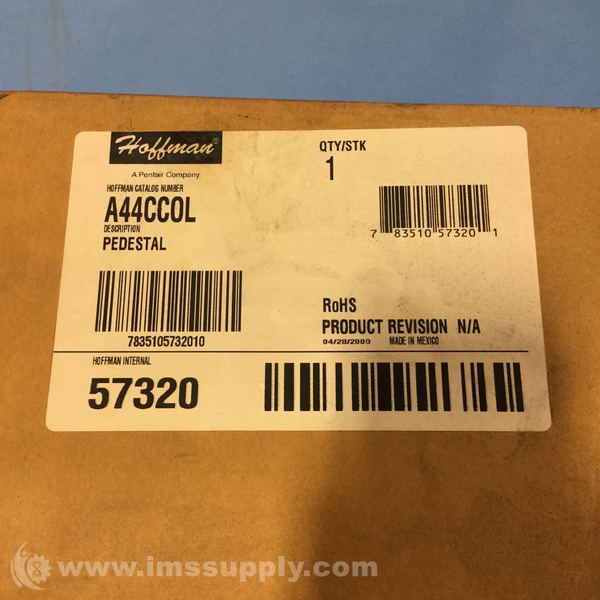 Hoffman®
A Pentair Company
QTY/STK
1
HOFFMAN CATALOG NUMBER
A44CCOL
DESCRIPTION
PEDESTAL
7 83510 57320 1
7835105732010
RoHS
PRODUCT REVISION N/A
04/28/2009 MADE IN MEXICO
HOFFMAN INTERNAL
57320
www.imssupply.com